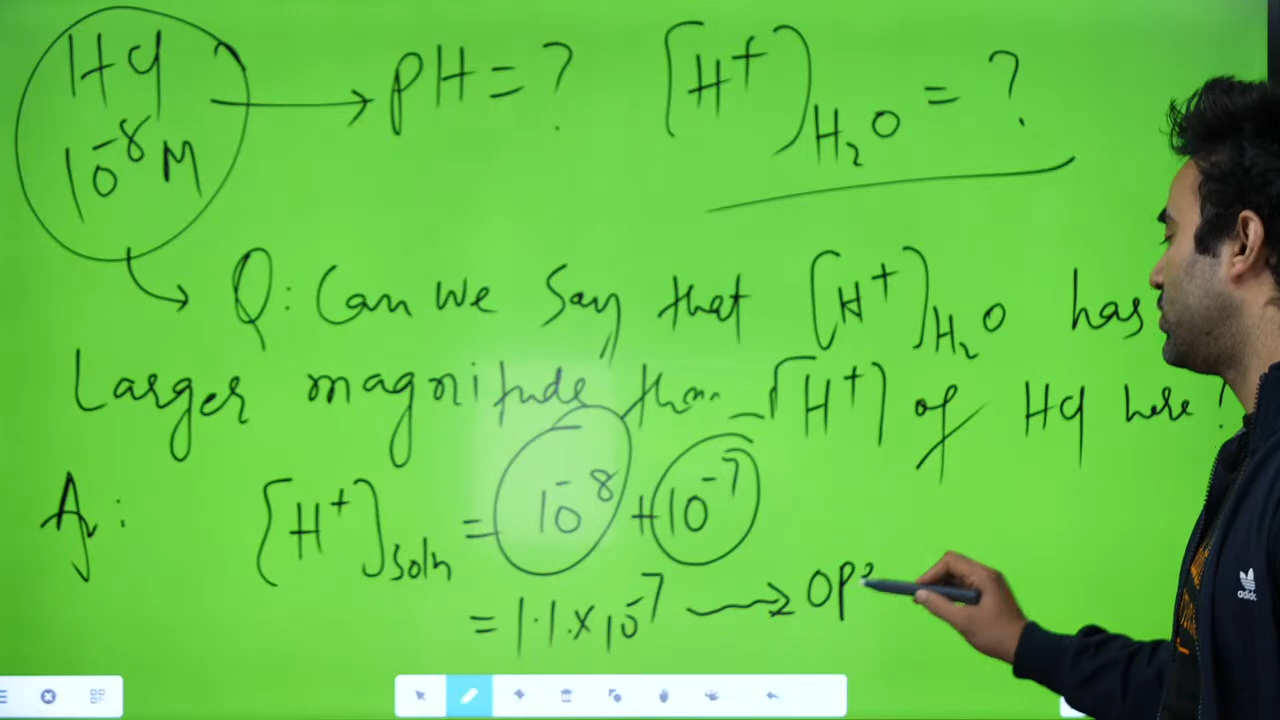 HCl → PH = ? [H⁺]H₂O = ?
10⁻⁸ M
Q: Can we say that [H⁺]H₂O has
Larger magnitude than [H⁺] of HCl here?
A: [H⁺]soln = 10⁻⁸ + 10⁻⁷
= 1.1 × 10⁻⁷ → OP
adidas